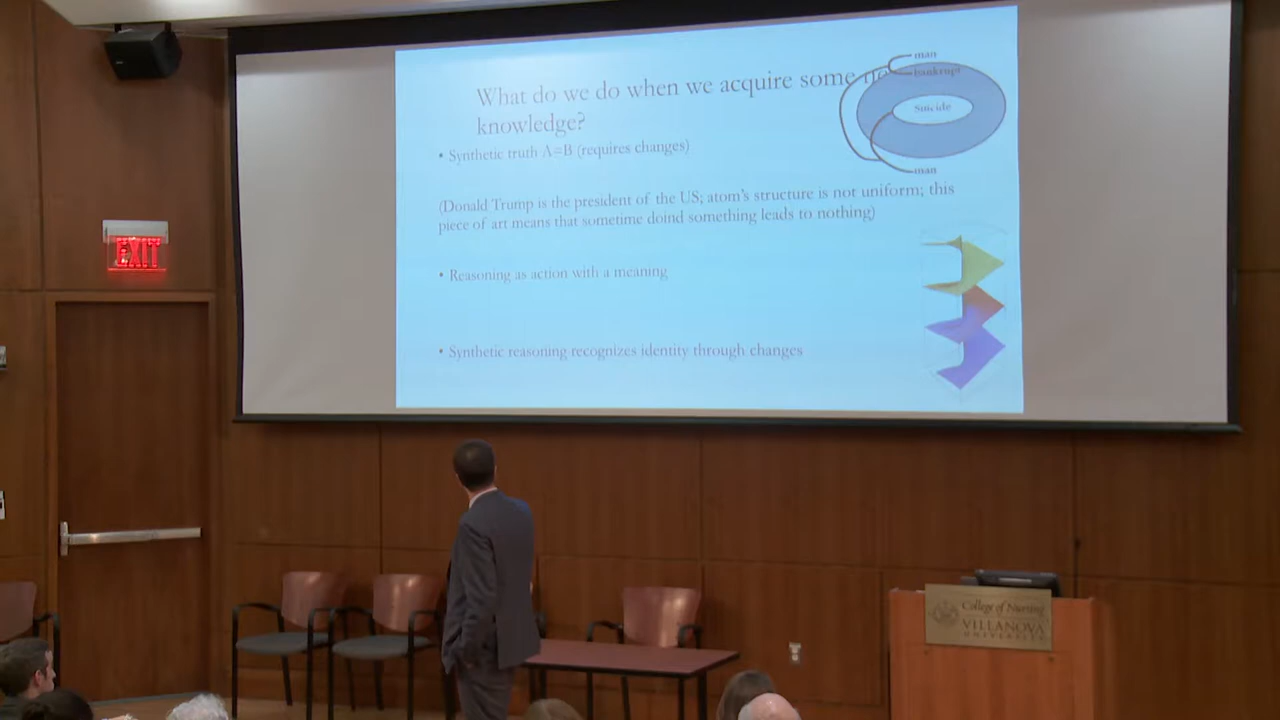 What do we do when we acquire some
knowledge?
• Synthetic truth A=B (requires changes)
(Donald Trump is the president of the US; atom's structure is not uniform; this
piece of art means that sometime doind something leads to nothing)
• Reasoning as action with a meaning
• Synthetic reasoning recognizes identity through changes
man
bankrupt
Suicide
man
EXIT
College of Nursing
VILLANOVA
UNIVERSITY